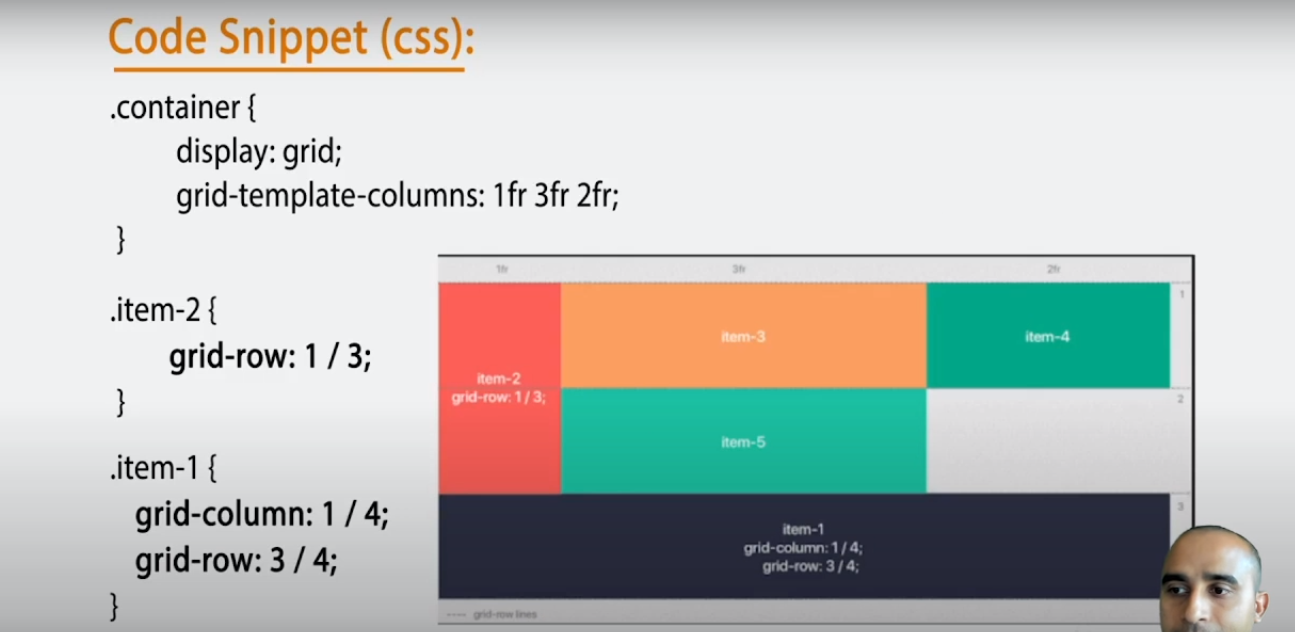 Code Snippet (css):
.container {
display: grid;
grid-template-columns: 1fr 3fr 2fr;
}
.item-2 {
grid-row: 1 / 3;
}
.item-1 {
grid-column: 1 / 4;
grid-row: 3 / 4;
}
1fr 3fr 2fr
1
item-3
item-4
item-2
grid-row: 1 / 3;
2
item-5
3
item-1
grid-column: 1 / 4;
grid-row: 3 / 4;
---- grid-row lines